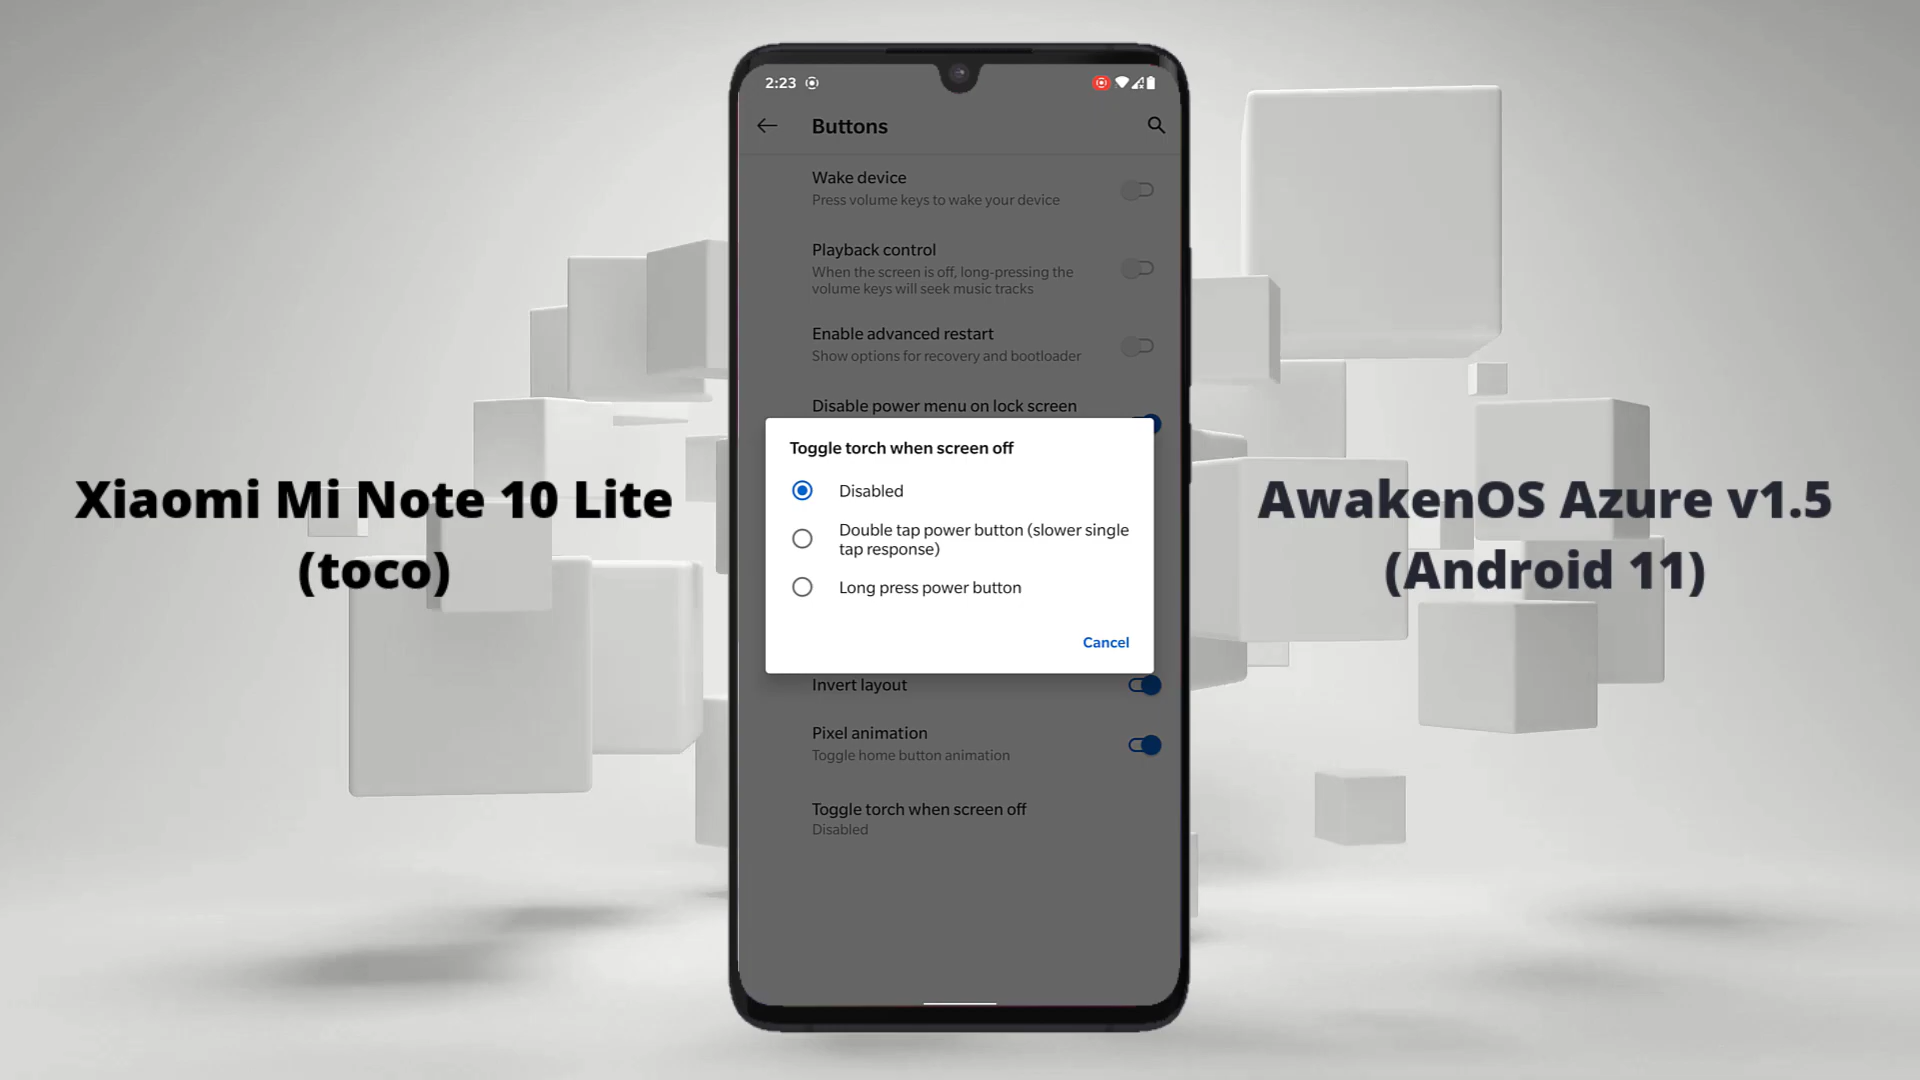 2:23
Buttons
Wake device
Press volume keys to wake your device
Playback control
When the screen is off, long-pressing the
volume keys will seek music tracks
Enable advanced restart
Show options for recovery and bootloader
Disable power menu on lock screen
Toggle torch when screen off
Disabled
Double tap power button (slower single
tap response)
Long press power button
Cancel
Invert layout
Pixel animation
Toggle home button animation
Toggle torch when screen off
Disabled
Xiaomi Mi Note 10 Lite
(toco)
AwakenOS Azure v1.5
(Android 11)